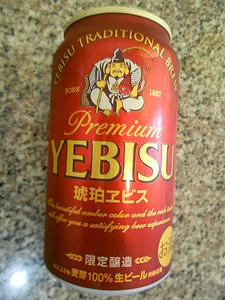 YEBISU TRADITIONAL BREW
BORN 1887
Premium
YEBISU
琥珀ヱビス
The beautiful amber color and the rich taste
will offer you a satisfying beer experience.
限定醸造
麦芽100%生ビール
お